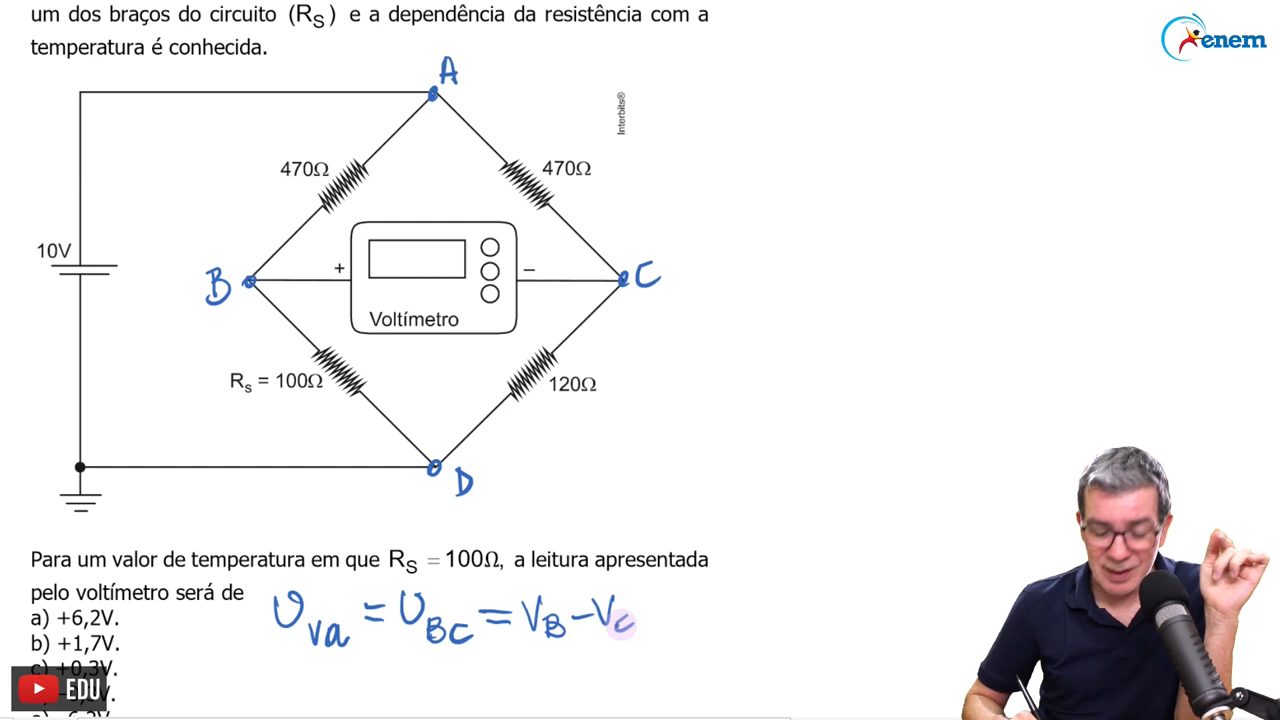 um dos braços do circuito (R_S) e a dependência da resistência com a
temperatura é conhecida.
enem
A
Interbits®
470Ω
470Ω
10V
B
+
−
C
Voltímetro
R_s = 100Ω
120Ω
D
Para um valor de temperatura em que R_S = 100Ω, a leitura apresentada
pelo voltímetro será de
a) +6,2V.
U_va = U_BC = V_B − V_C
b) +1,7V.
c) +0,3V.
EDU